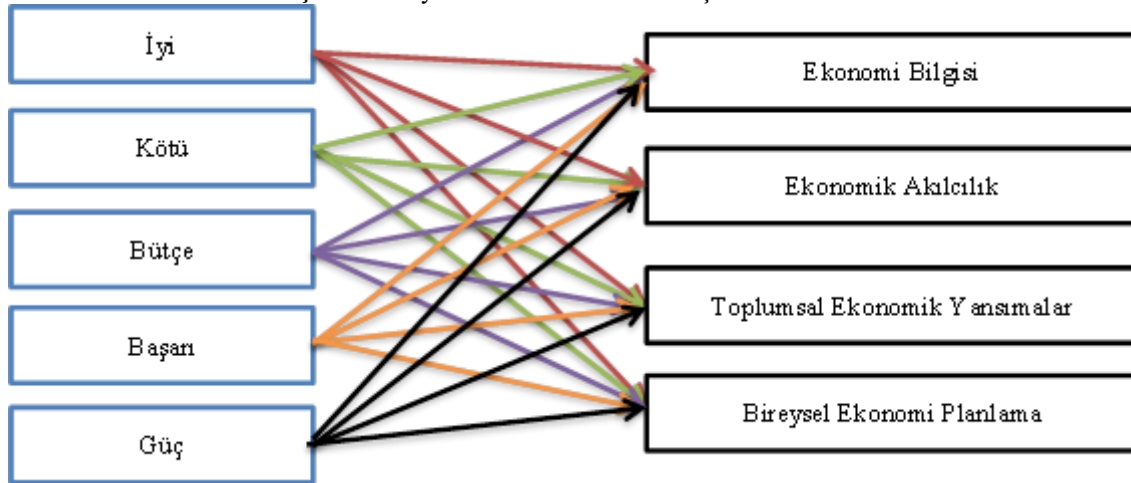 İyi
Kötü
Bütçe
Başarı
Güç
Ekonomi Bilgisi
Ekonomik Akılcılık
Toplumsal Ekonomik Yansımalar
Bireysel Ekonomi Planlama